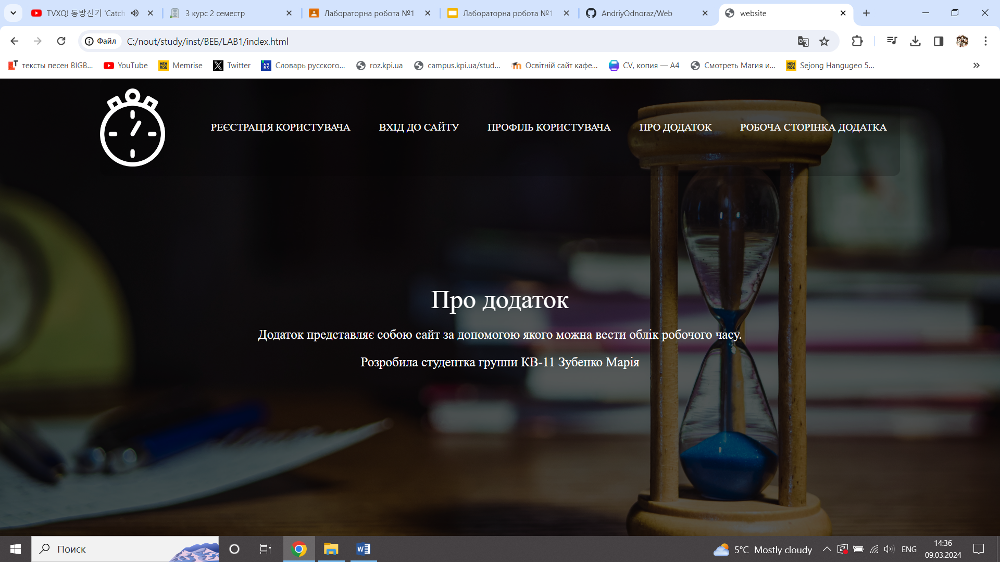 TVXQ! 동방신기 'Catch
3 курс 2 семестр
Лабораторна робота №1
Лабораторна робота №1
AndriyOdnoraz/Web
website
Файл
C:/nout/study/inst/ВЕБ/LAB1/index.html
тексты песен BIGB...
YouTube
Memrise
Twitter
Словарь русского...
roz.kpi.ua
campus.kpi.ua/stud...
Освітній сайт кафе...
CV, копия — А4
Смотреть Магия и...
Sejong Hangugeo 5...
РЕЄСТРАЦІЯ КОРИСТУВАЧА
ВХІД ДО САЙТУ
ПРОФІЛЬ КОРИСТУВАЧА
ПРО ДОДАТОК
РОБОЧА СТОРІНКА ДОДАТКА
Про додаток
Додаток представляє собою сайт за допомогою якого можна вести облік робочого часу.
Розробила студентка группи КВ-11 Зубенко Марія
Поиск
5°C Mostly cloudy
ENG
14:36
09.03.2024